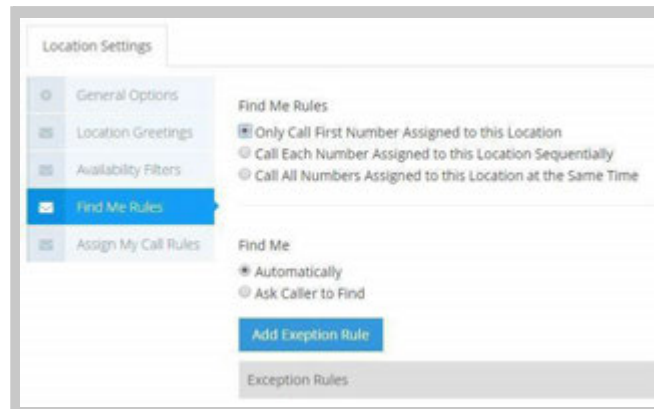 Location Settings
General Options
Location Greetings
Availability Filters
Find Me Rules
Assign My Call Rules
Find Me Rules
Only Call First Number Assigned to this Location
Call Each Number Assigned to this Location Sequentially
Call All Numbers Assigned to this Location at the Same Time
Find Me
Automatically
Ask Caller to Find
Add Exeption Rule
Exception Rules